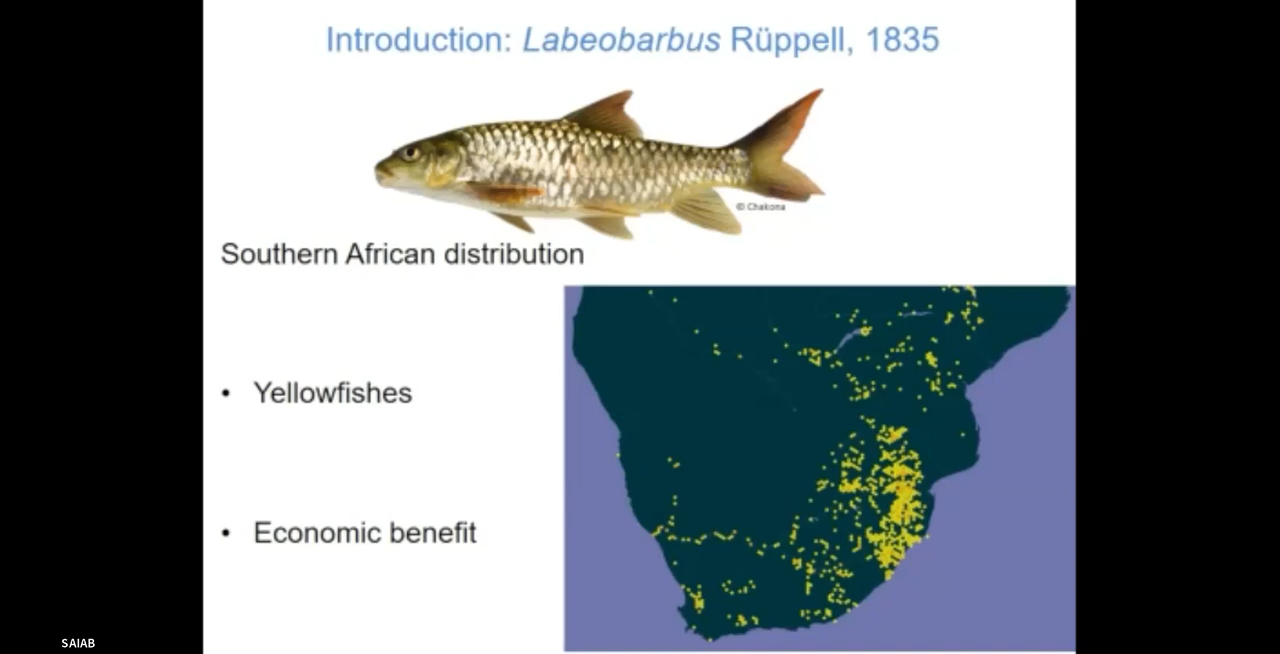 Introduction: Labeobarbus Rüppell, 1835
© Chakona
Southern African distribution
• Yellowfishes
• Economic benefit
SAIAB